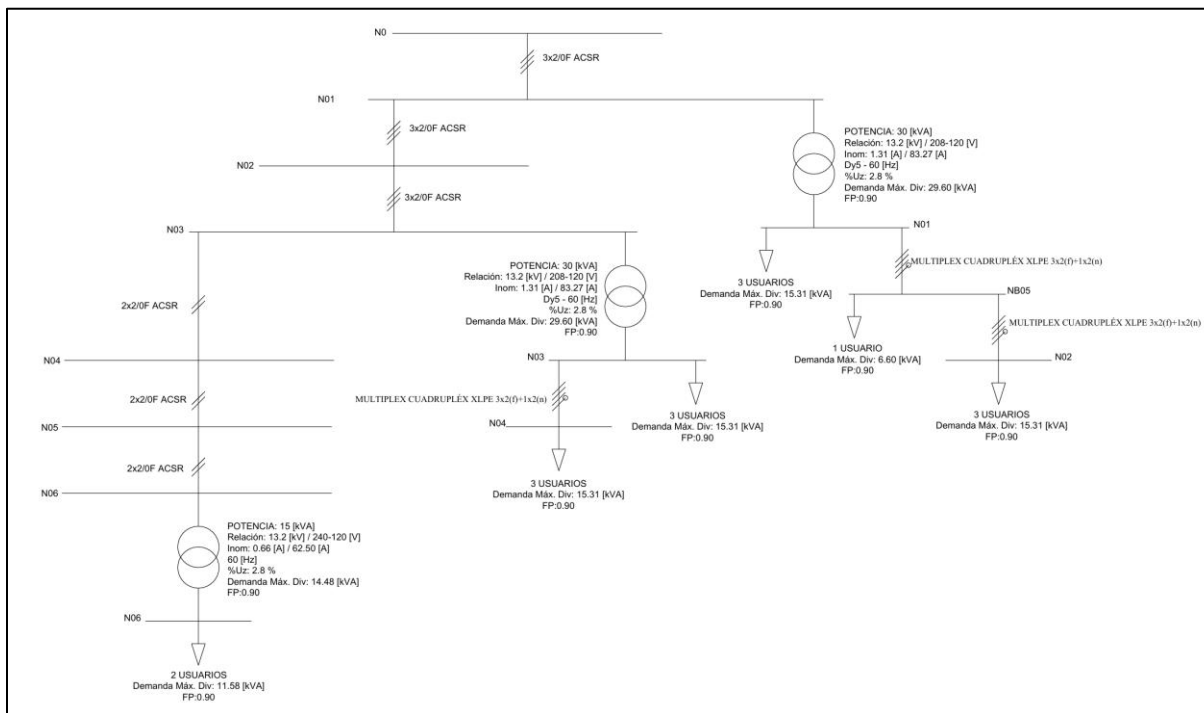 N0
3x2/0F ACSR
N01
3x2/0F ACSR
N02
3x2/0F ACSR
N03
POTENCIA: 30 [kVA]
Relación: 13.2 [kV] / 208-120 [V]
Inom: 1.31 [A] / 83.27 [A]
Dy5 - 60 [Hz]
%Uz: 2.8 %
Demanda Máx. Div: 29.60 [kVA]
FP:0.90
N01
3 USUARIOS
Demanda Máx. Div: 15.31 [kVA]
FP:0.90
MULTIPLEX CUADRUPLÉX XLPE 3x2(f)+1x2(n)
NB05
1 USUARIO
Demanda Máx. Div: 6.60 [kVA]
FP:0.90
MULTIPLEX CUADRUPLÉX XLPE 3x2(f)+1x2(n)
N02
3 USUARIOS
Demanda Máx. Div: 15.31 [kVA]
FP:0.90
POTENCIA: 30 [kVA]
Relación: 13.2 [kV] / 208-120 [V]
Inom: 1.31 [A] / 83.27 [A]
Dy5 - 60 [Hz]
%Uz: 2.8 %
Demanda Máx. Div: 29.60 [kVA]
FP:0.90
N03
MULTIPLEX CUADRUPLÉX XLPE 3x2(f)+1x2(n)
3 USUARIOS
Demanda Máx. Div: 15.31 [kVA]
FP:0.90
N04
3 USUARIOS
Demanda Máx. Div: 15.31 [kVA]
FP:0.90
2x2/0F ACSR
N04
2x2/0F ACSR
N05
2x2/0F ACSR
N06
POTENCIA: 15 [kVA]
Relación: 13.2 [kV] / 240-120 [V]
Inom: 0.66 [A] / 62.50 [A]
60 [Hz]
%Uz: 2.8 %
Demanda Máx. Div: 14.48 [kVA]
FP:0.90
N06
2 USUARIOS
Demanda Máx. Div: 11.58 [kVA]
FP:0.90